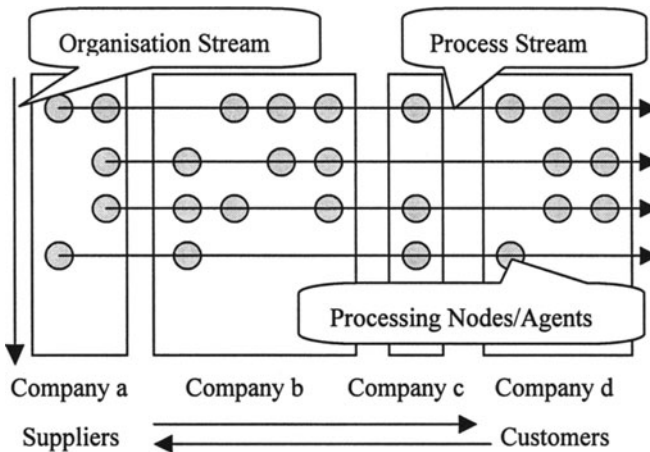 Organisation Stream
Process Stream
Processing Nodes/Agents
Company a
Company b
Company c
Company d
Suppliers
Customers